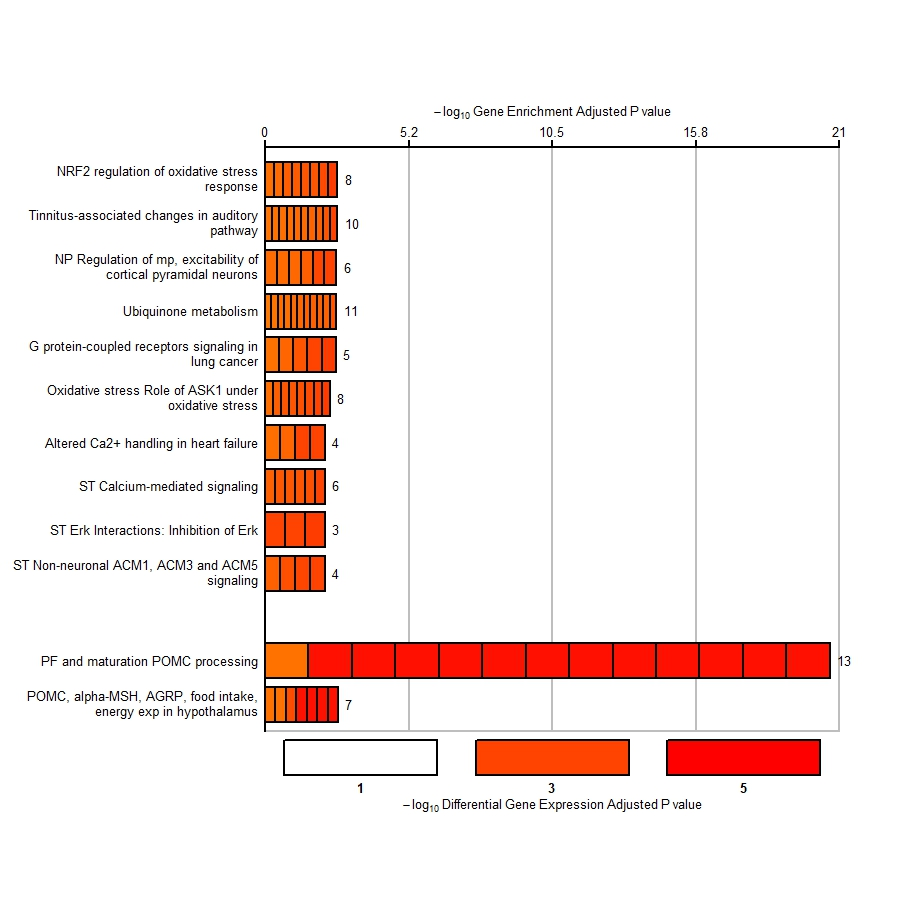 −log10 Gene Enrichment Adjusted P value
0 5.2 10.5 15.8 21
NRF2 regulation of oxidative stress
response
8
Tinnitus-associated changes in auditory
pathway
10
NP Regulation of mp, excitability of
cortical pyramidal neurons
6
Ubiquinone metabolism
11
G protein-coupled receptors signaling in
lung cancer
5
Oxidative stress Role of ASK1 under
oxidative stress
8
Altered Ca2+ handling in heart failure
4
ST Calcium-mediated signaling
6
ST Erk Interactions: Inhibition of Erk
3
ST Non-neuronal ACM1, ACM3 and ACM5
signaling
4
PF and maturation POMC processing
13
POMC, alpha-MSH, AGRP, food intake,
energy exp in hypothalamus
7
1 3 5
−log10 Differential Gene Expression Adjusted P value